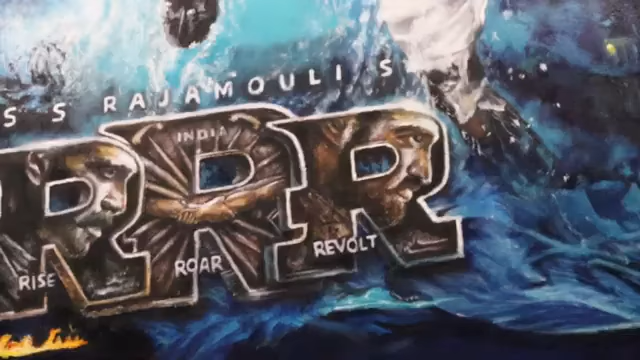 S S RAJAMOULI S
RRR
INDIA
RISE ROAR REVOLT